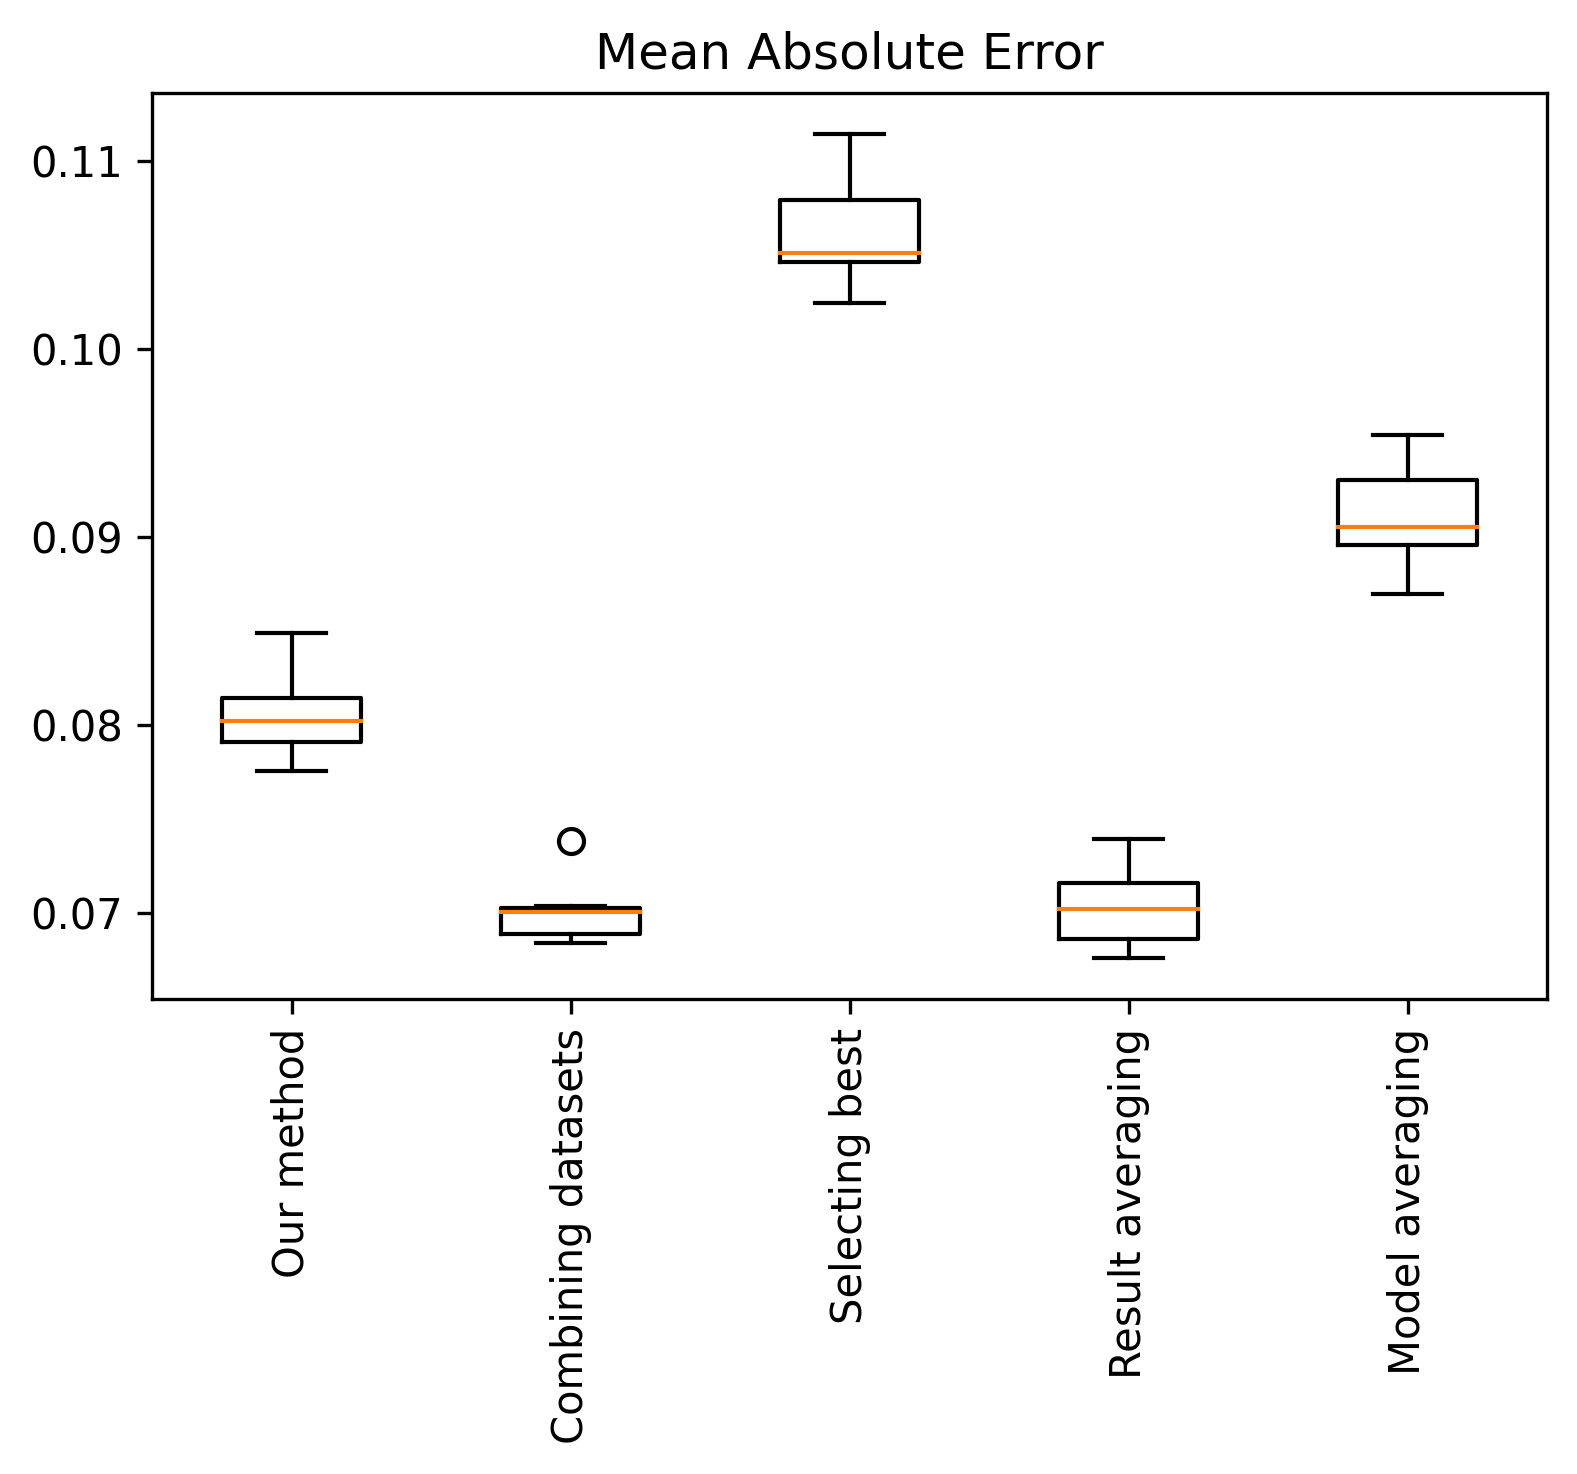 Mean Absolute Error
0.11
0.10
0.09
0.08
0.07
Our method
Combining datasets
Selecting best
Result averaging
Model averaging